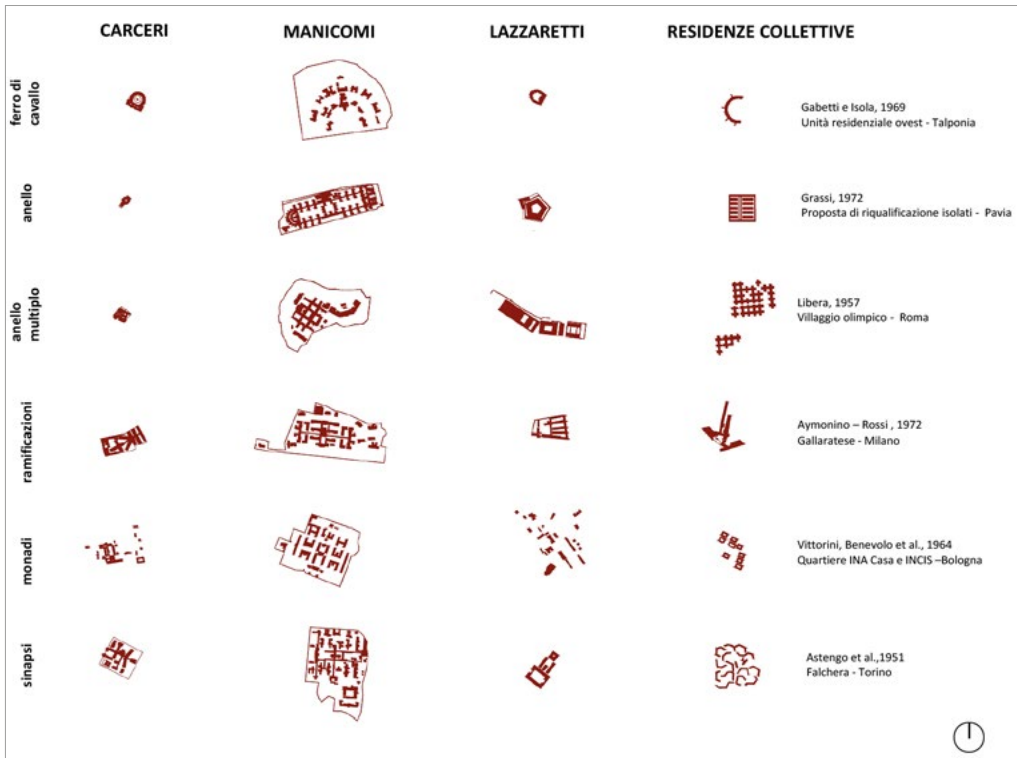 CARCERI
MANICOMI
LAZZARETTI
RESIDENZE COLLETTIVE
ferro di
cavallo
Gabetti e Isola, 1969
Unità residenziale ovest - Talponia
anello
Grassi, 1972
Proposta di riqualificazione isolati - Pavia
anello
multiplo
Libera, 1957
Villaggio olimpico - Roma
ramificazioni
Aymonino – Rossi , 1972
Gallaratese - Milano
monadi
Vittorini, Benevolo et al., 1964
Quartiere INA Casa e INCIS –Bologna
sinapsi
Astengo et al.,1951
Falchera - Torino